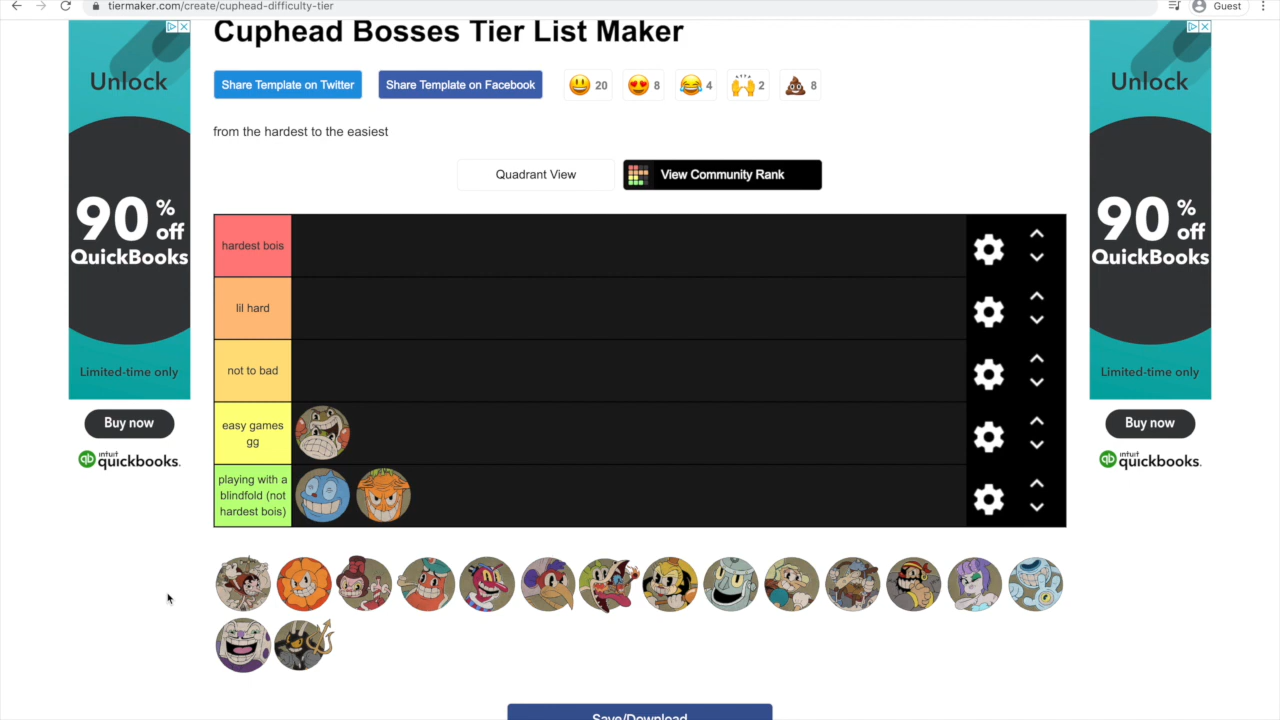 tiermaker.com/create/cuphead-difficulty-tier
Guest
Cuphead Bosses Tier List Maker
Share Template on Twitter
Share Template on Facebook
20
8
4
2
8
from the hardest to the easiest
Quadrant View
View Community Rank
hardest bois
lil hard
not to bad
easy games
gg
playing with a
blindfold (not
hardest bois)
Unlock
90% off
QuickBooks
Limited-time only
Buy now
intuit
quickbooks.
Unlock
90% off
QuickBooks
Limited-time only
Buy now
intuit
quickbooks.
Save/Download